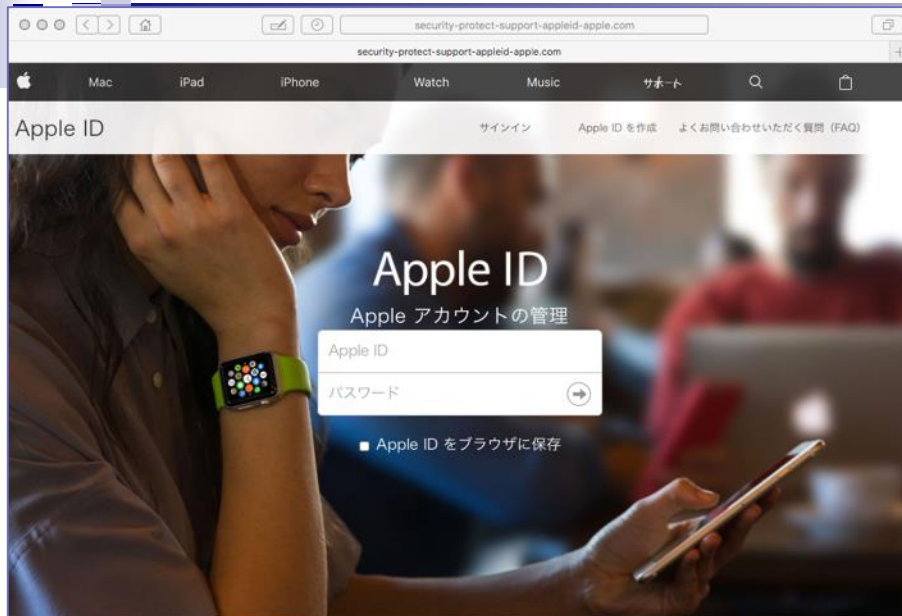 security-protect-support-appleid-apple.com
security-protect-support-appleid-apple.com
Mac iPad iPhone Watch Music サポート
Apple ID サインイン Apple ID を作成 よくお問い合わせいただく質問 (FAQ)
Apple ID
Apple アカウントの管理
Apple ID
パスワード
Apple ID をブラウザに保存